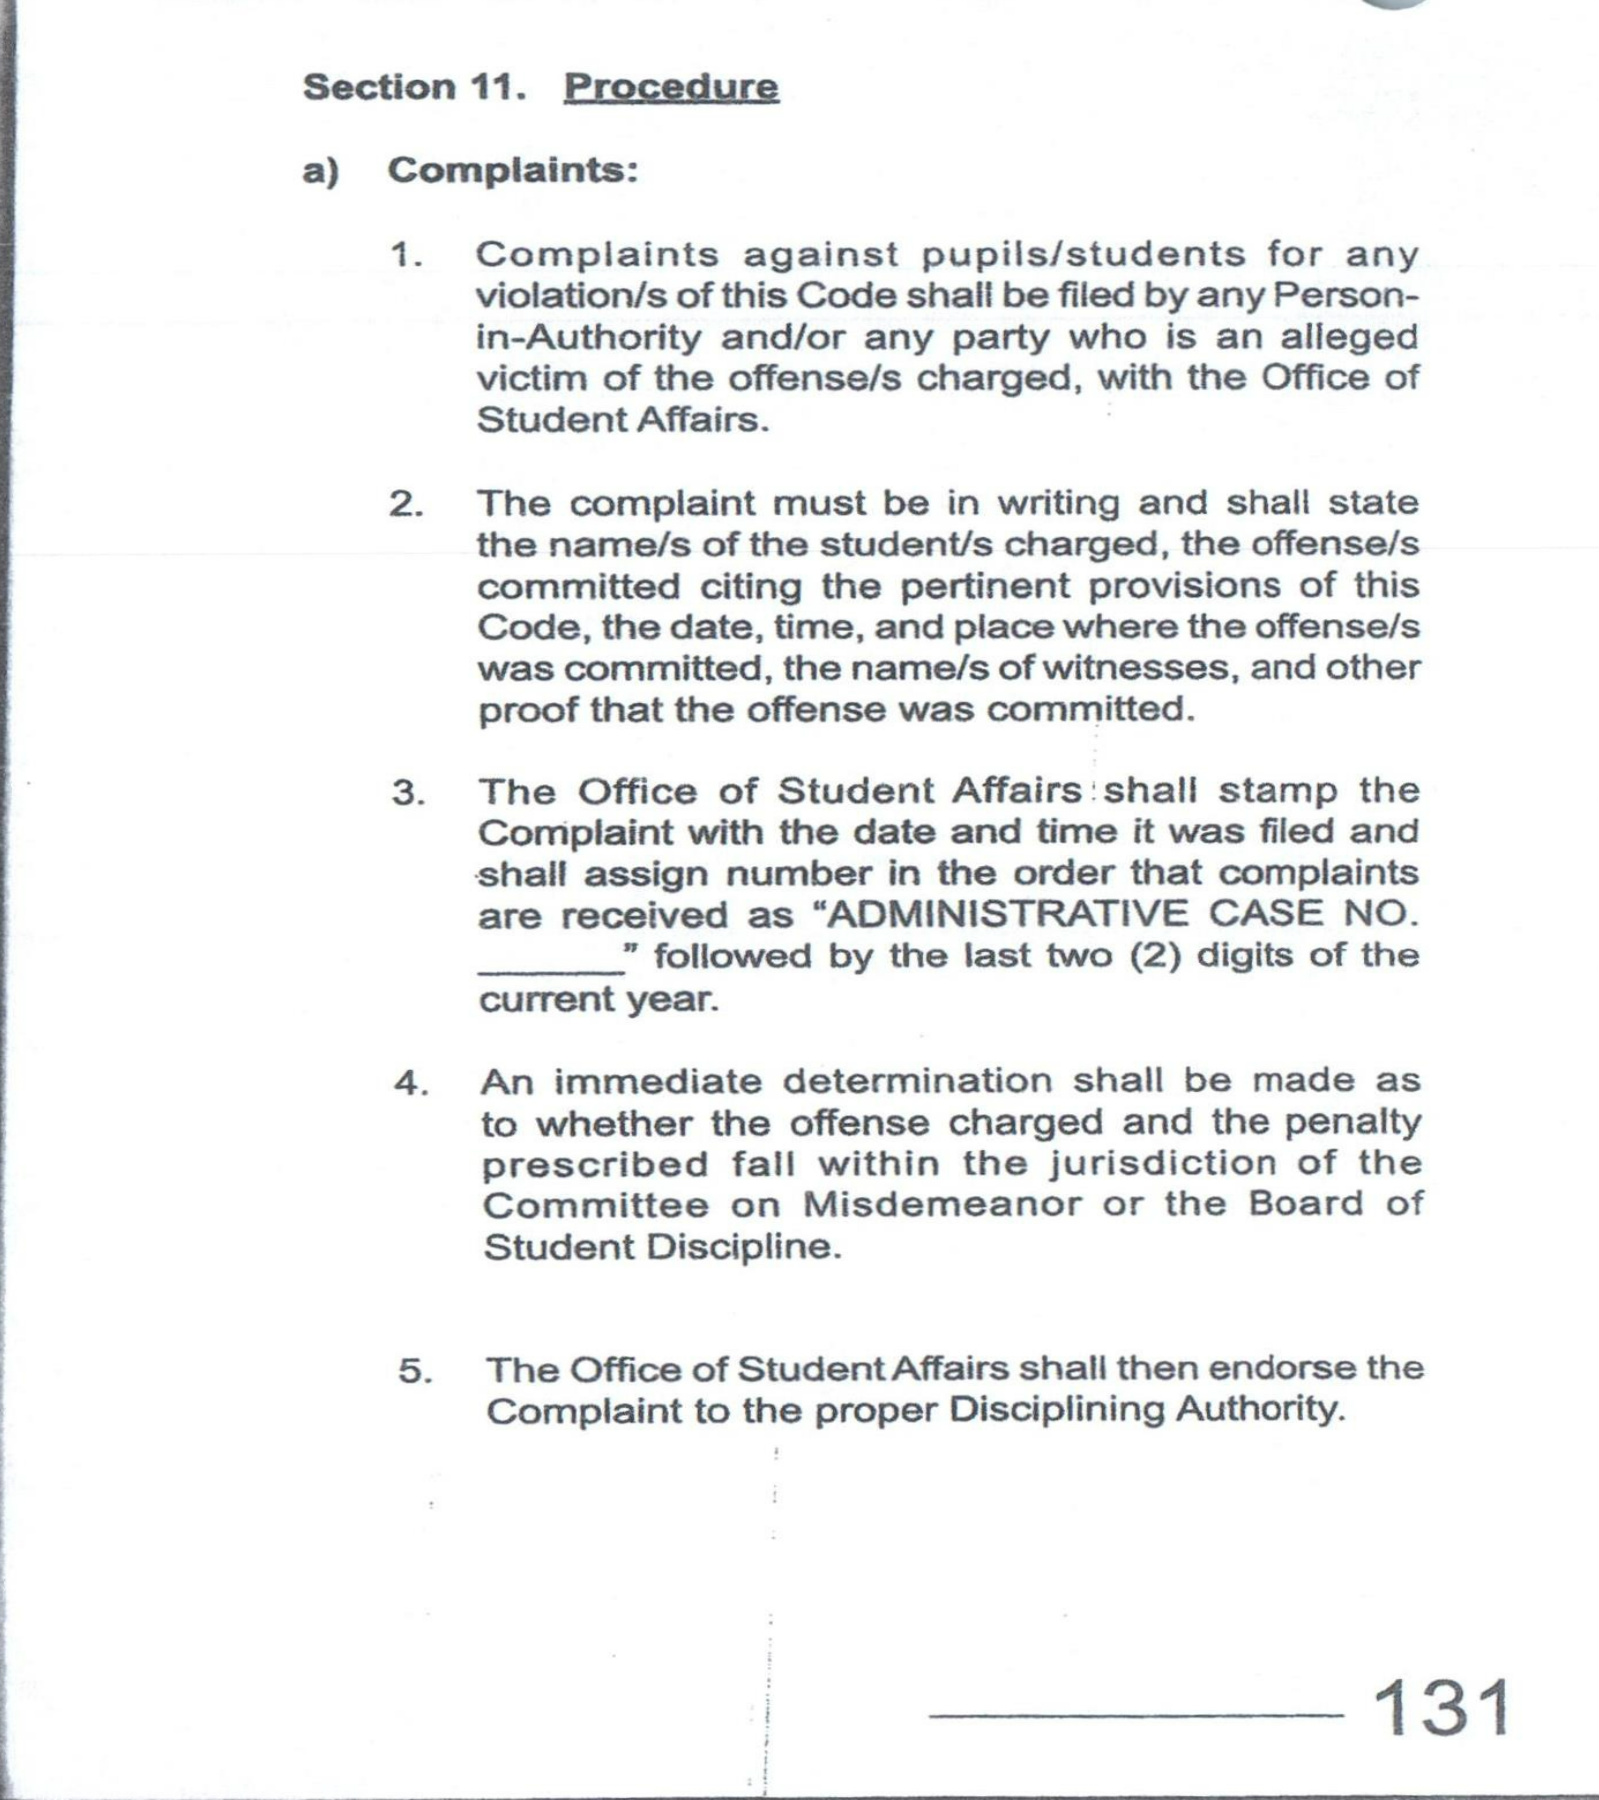 Section 11. Procedure
a) Complaints:
1. Complaints against pupils/students for any
violation/s of this Code shall be filed by any Person-
in-Authority and/or any party who is an alleged
victim of the offense/s charged, with the Office of
Student Affairs.
2. The complaint must be in writing and shall state
the name/s of the student/s charged, the offense/s
committed citing the pertinent provisions of this
Code, the date, time, and place where the offense/s
was committed, the name/s of witnesses, and other
proof that the offense was committed.
3. The Office of Student Affairs shall stamp the
Complaint with the date and time it was filed and
shall assign number in the order that complaints
are received as “ADMINISTRATIVE CASE NO.
_______” followed by the last two (2) digits of the
current year.
4. An immediate determination shall be made as
to whether the offense charged and the penalty
prescribed fall within the jurisdiction of the
Committee on Misdemeanor or the Board of
Student Discipline.
5. The Office of Student Affairs shall then endorse the
Complaint to the proper Disciplining Authority.
131